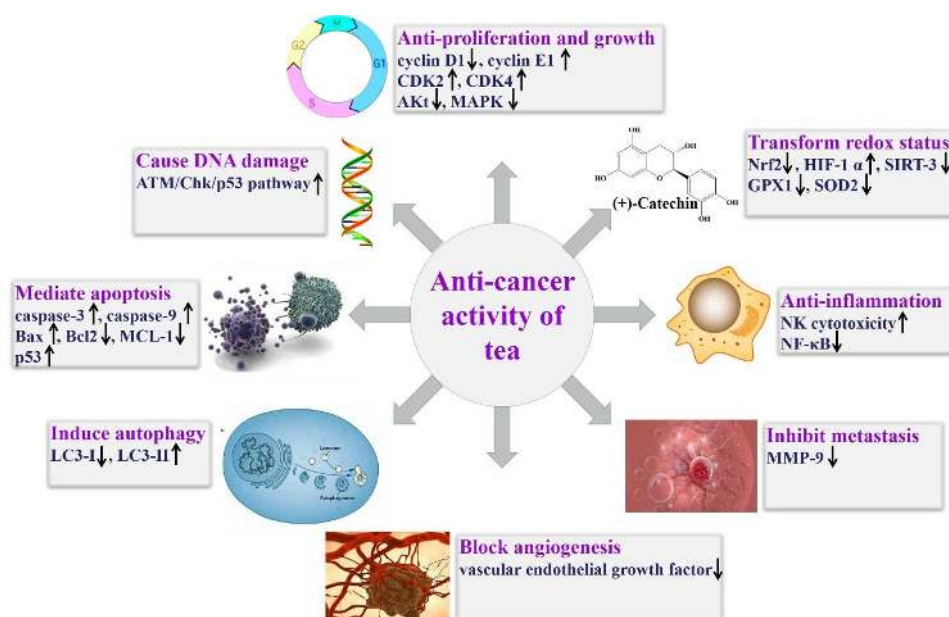 M
G2
G1
S
Anti-proliferation and growth
cyclin D1↓, cyclin E1 ↑
CDK2 ↑, CDK4 ↑
AKt↓, MAPK ↓
Cause DNA damage
ATM/Chk/p53 pathway ↑
OH
OH
HO
OH
OH
(+)-Catechin
Transform redox status
Nrf2↓, HIF-1 α↑, SIRT-3↓
GPX1↓, SOD2↓
Anti-cancer
activity of
tea
Mediate apoptosis
caspase-3↑, caspase-9 ↑
Bax ↑, Bcl2↓, MCL-1↓
p53↑
Anti-inflammation
NK cytotoxicity↑
NF-κB↓
Induce autophagy
LC3-I↓, LC3-II↑
Lysosome
Inhibit metastasis
MMP-9 ↓
Block angiogenesis
vascular endothelial growth factor↓